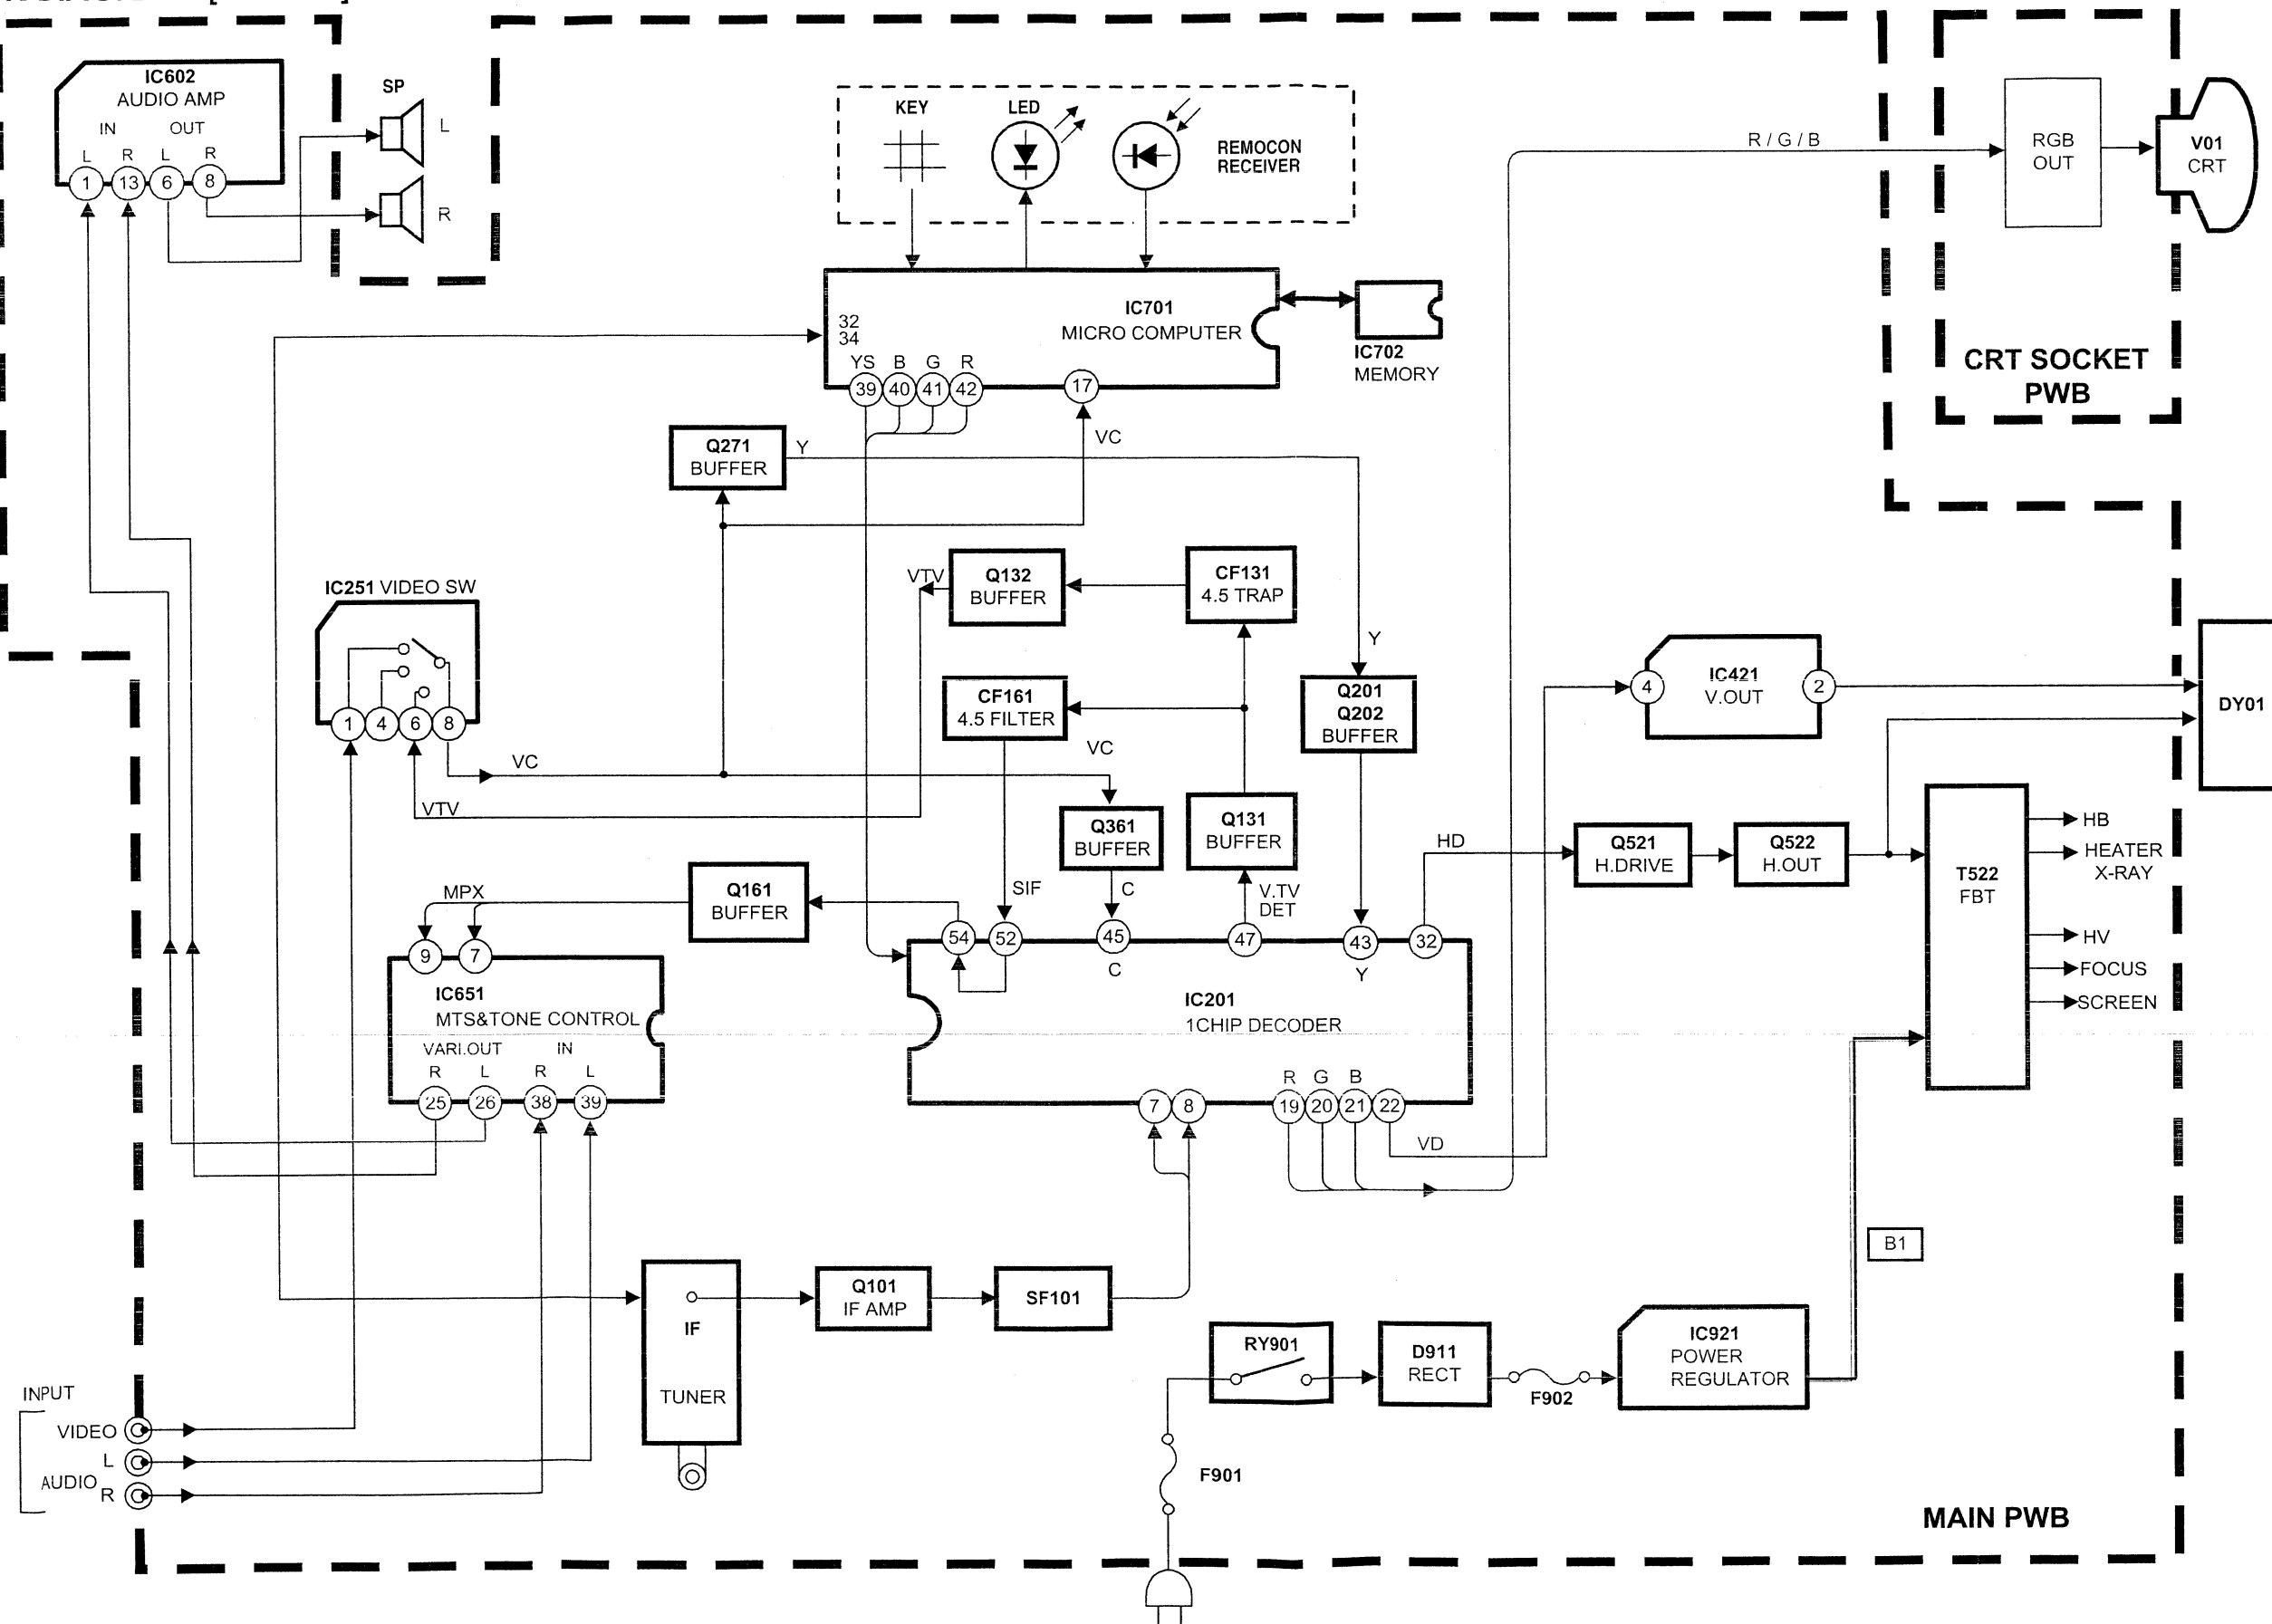 IC602
AUDIO AMP
IN OUT
L R L R
1 13 6 8
SP
L
R
KEY
LED
REMOCON
RECEIVER
R / G / B
RGB
OUT
V01
CRT
CRT SOCKET
PWB
IC701
MICRO COMPUTER
32
34
YS B G R
39 40 41 42 17
IC702
MEMORY
Q271
BUFFER
Y
VC
IC251 VIDEO SW
1 4 6 8
VTV
Q132
BUFFER
CF131
4.5 TRAP
Y
CF161
4.5 FILTER
Q201
Q202
BUFFER
IC421
V.OUT
4 2
DY01
VC
VC
VTV
Q361
BUFFER
Q131
BUFFER
HD
Q521
H.DRIVE
Q522
H.OUT
T522
FBT
HB
HEATER
X-RAY
HV
FOCUS
SCREEN
MPX
Q161
BUFFER
SIF
C
V.TV
DET
9 7
54 52 45 47 43 32
C
Y
IC651
MTS&TONE CONTROL
VARI.OUT IN
R L R L
25 26 38 39
IC201
1CHIP DECODER
R G B
7 8 19 20 21 22
VD
B1
IF
TUNER
Q101
IF AMP
SF101
RY901
D911
RECT
F902
IC921
POWER
REGULATOR
F901
INPUT
VIDEO
L
AUDIO
R
MAIN PWB